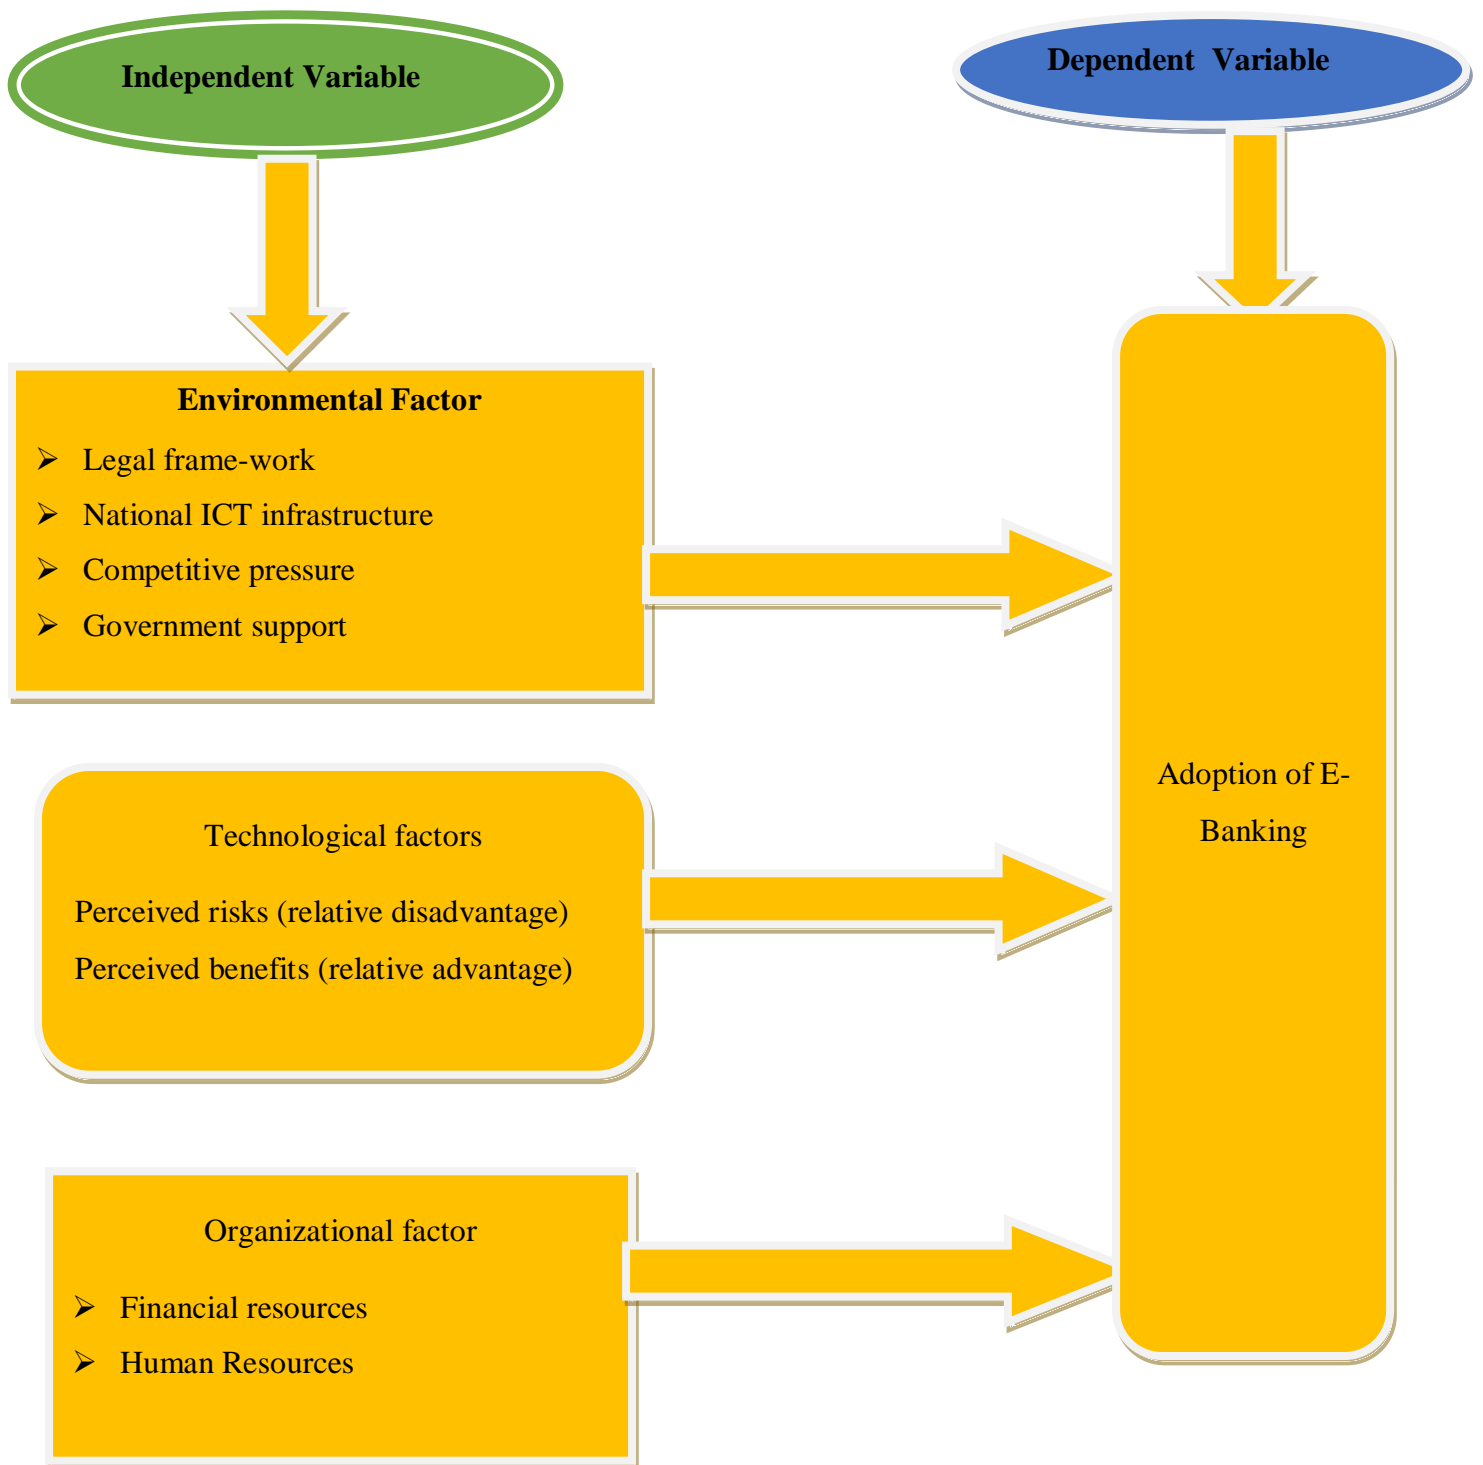 Independent Variable
Dependent Variable
Environmental Factor
➢ Legal frame-work
➢ National ICT infrastructure
➢ Competitive pressure
➢ Government support
Technological factors
Perceived risks (relative disadvantage)
Perceived benefits (relative advantage)
Organizational factor
➢ Financial resources
➢ Human Resources
Adoption of E-
Banking